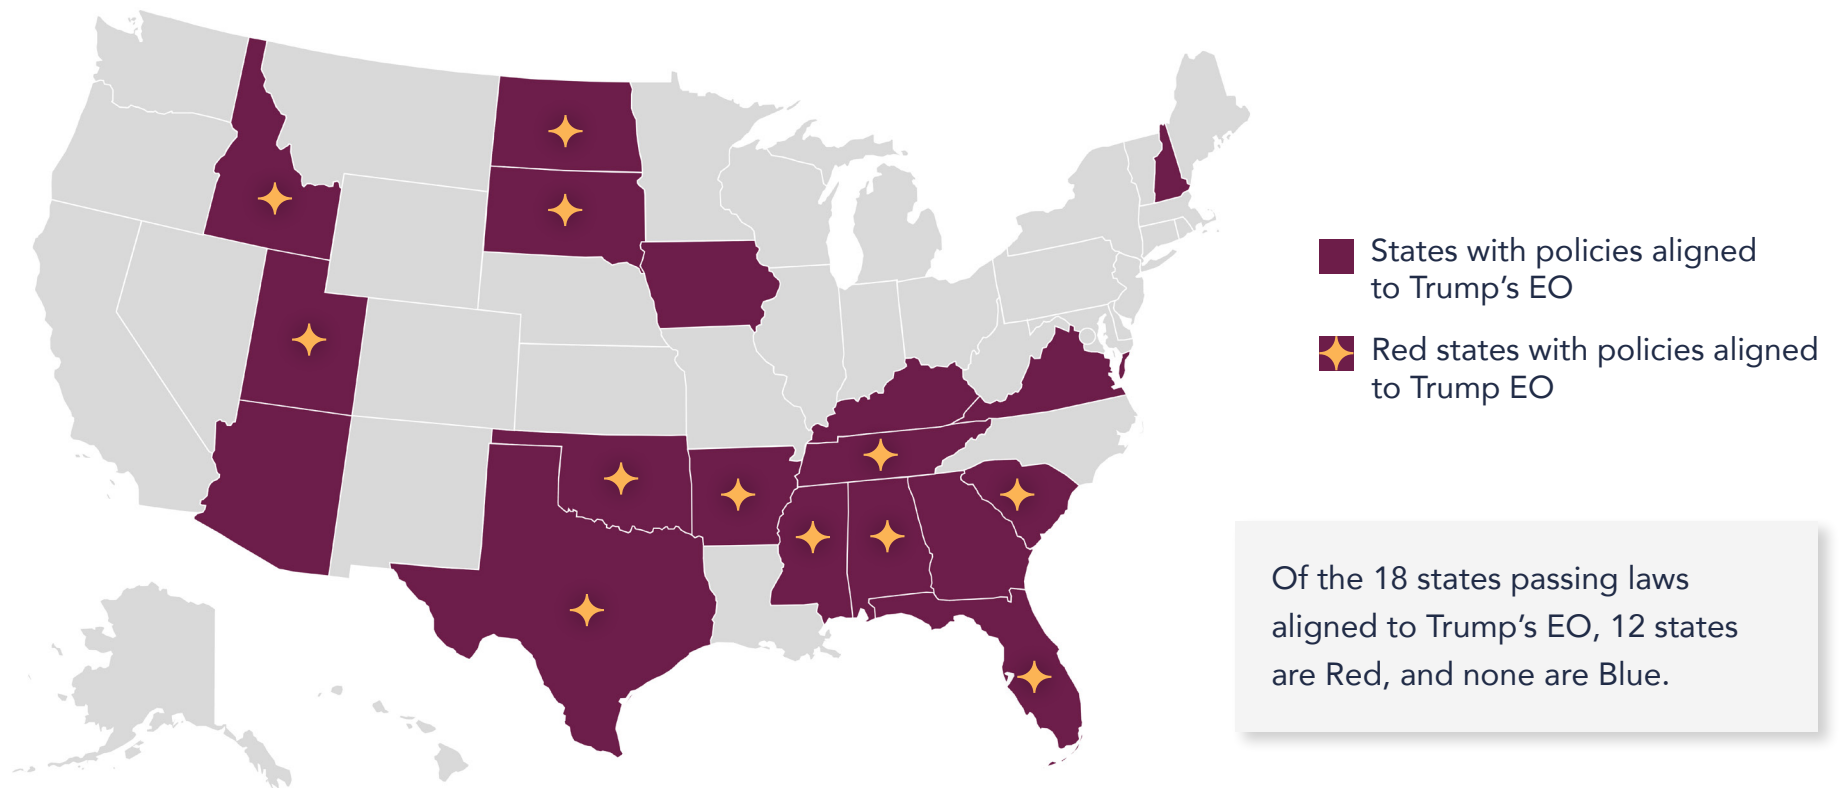 States with policies aligned
to Trump’s EO
Red states with policies aligned
to Trump EO
Of the 18 states passing laws
aligned to Trump’s EO, 12 states
are Red, and none are Blue.